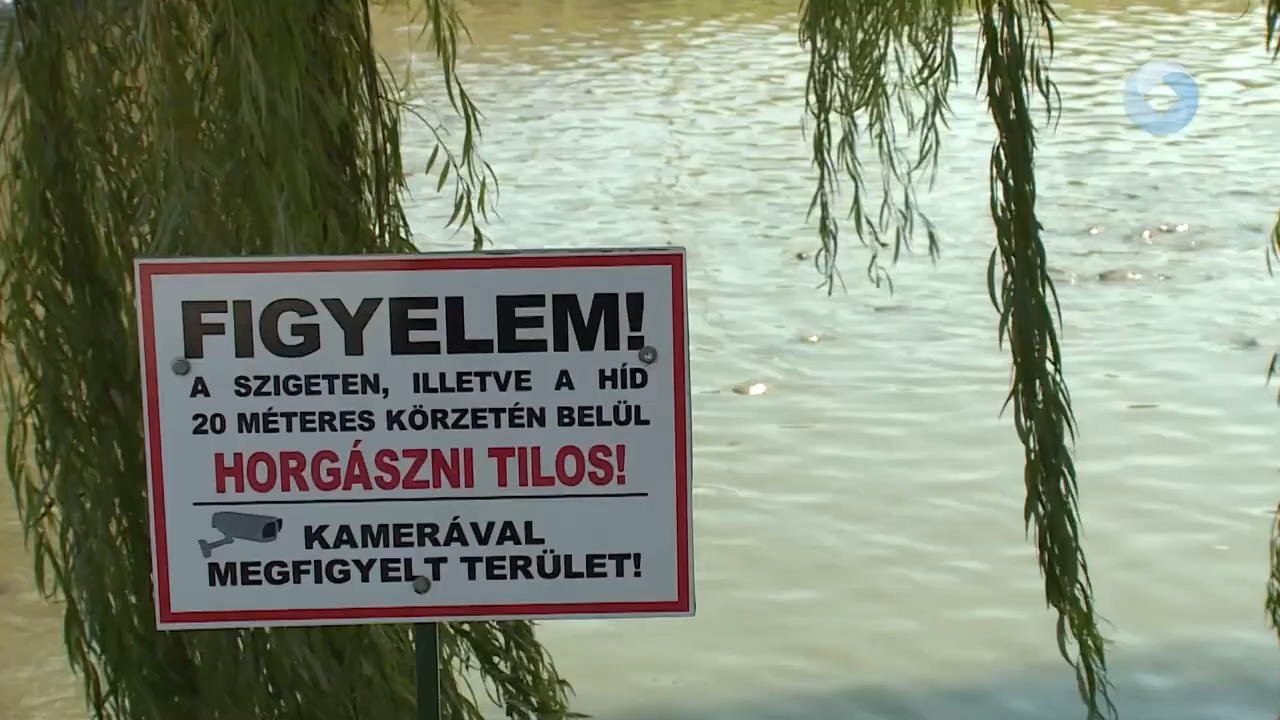 FIGYELEM!
A SZIGETEN, ILLETVE A HÍD
20 MÉTERES KÖRZETÉN BELÜL
HORGÁSZNI TILOS!
KAMERÁVAL
MEGFIGYELT TERÜLET!